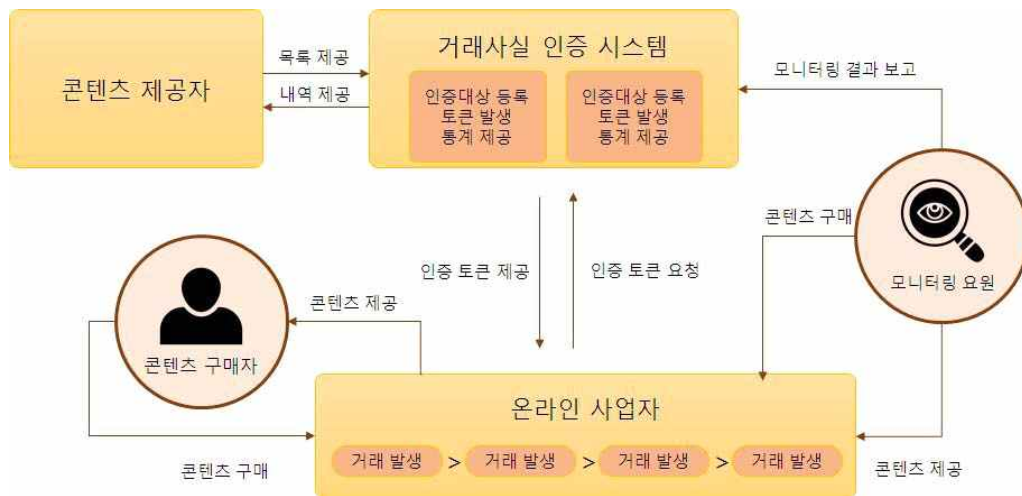 콘텐츠 제공자
목록 제공
내역 제공
거래사실 인증 시스템
인증대상 등록
토큰 발생
통계 제공
인증대상 등록
토큰 발생
통계 제공
모니터링 결과 보고
콘텐츠 구매
모니터링 요원
인증 토큰 제공
인증 토큰 요청
콘텐츠 제공
콘텐츠 구매자
온라인 사업자
거래 발생 > 거래 발생 > 거래 발생 > 거래 발생
콘텐츠 구매
콘텐츠 제공